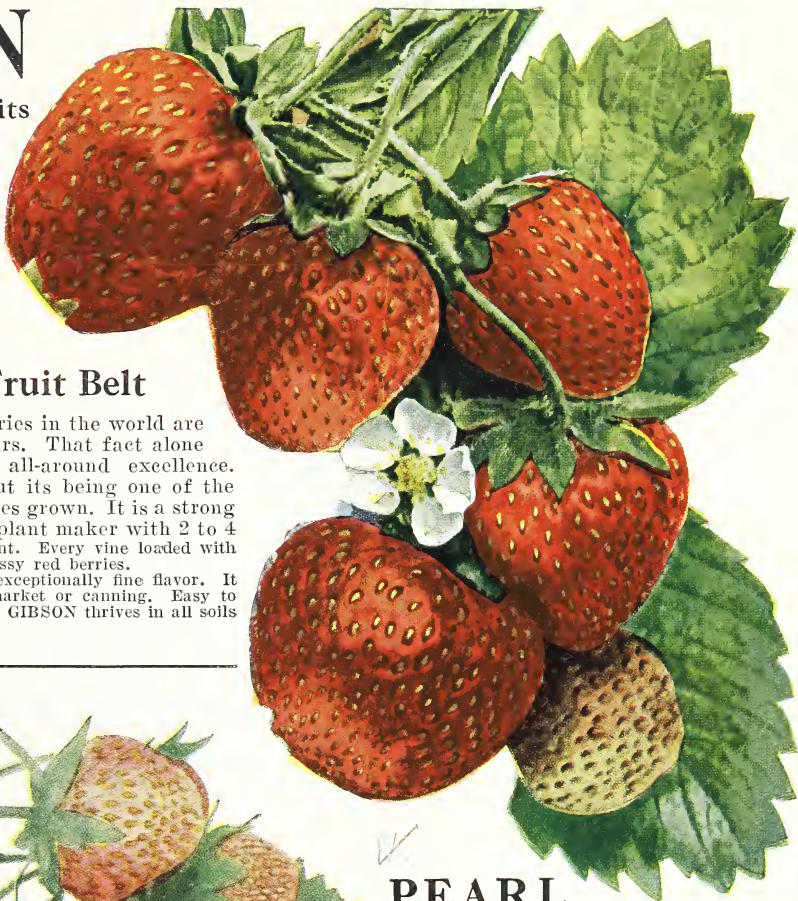 N
its
Fruit Belt
ries in the world are
rs. That fact alone
all-around excellence.
ut its being one of the
es grown. It is a strong
plant maker with 2 to 4
nt. Every vine loaded with
ssy red berries.
exceptionally fine flavor. It
narket or canning. Easy to
GIBSON thrives in all soils
PEARL